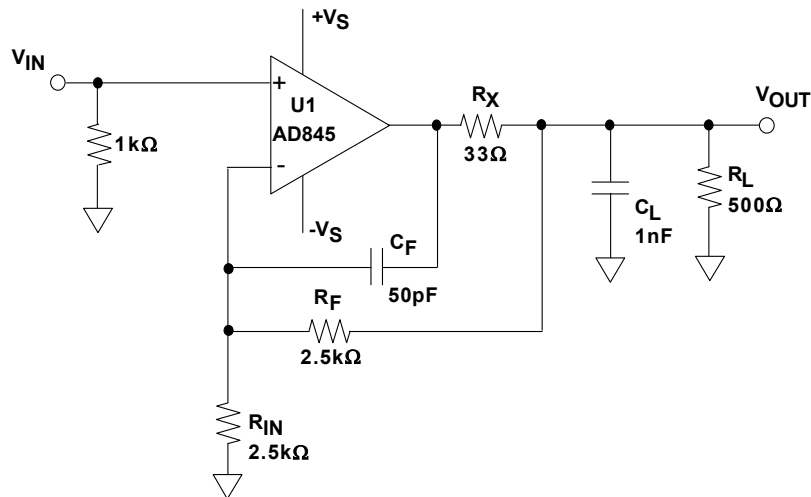 +VS
VIN
+
U1
AD845
-
-VS
1kΩ
RX
33Ω
VOUT
CL
1nF
RL
500Ω
CF
50pF
RF
2.5kΩ
RIN
2.5kΩ